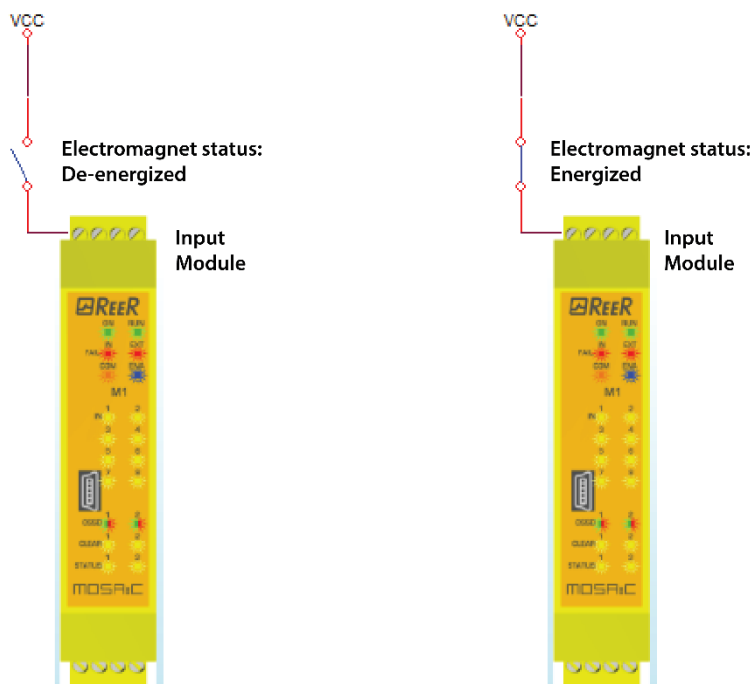 VCC
Electromagnet status:
De-energized
Input
Module
REER
ON RUN
IN EXT
FAIL
COM ENA
M1
1 2
IN
3 4
5 6
7 8
1 2
OSSD
1 2
CLEAR
1 2
STATUS
MOSAIC
VCC
Electromagnet status:
Energized
Input
Module
REER
ON RUN
IN EXT
FAIL
COM ENA
M1
1 2
IN
3 4
5 6
7 8
1 2
OSSD
1 2
CLEAR
1 2
STATUS
MOSAIC